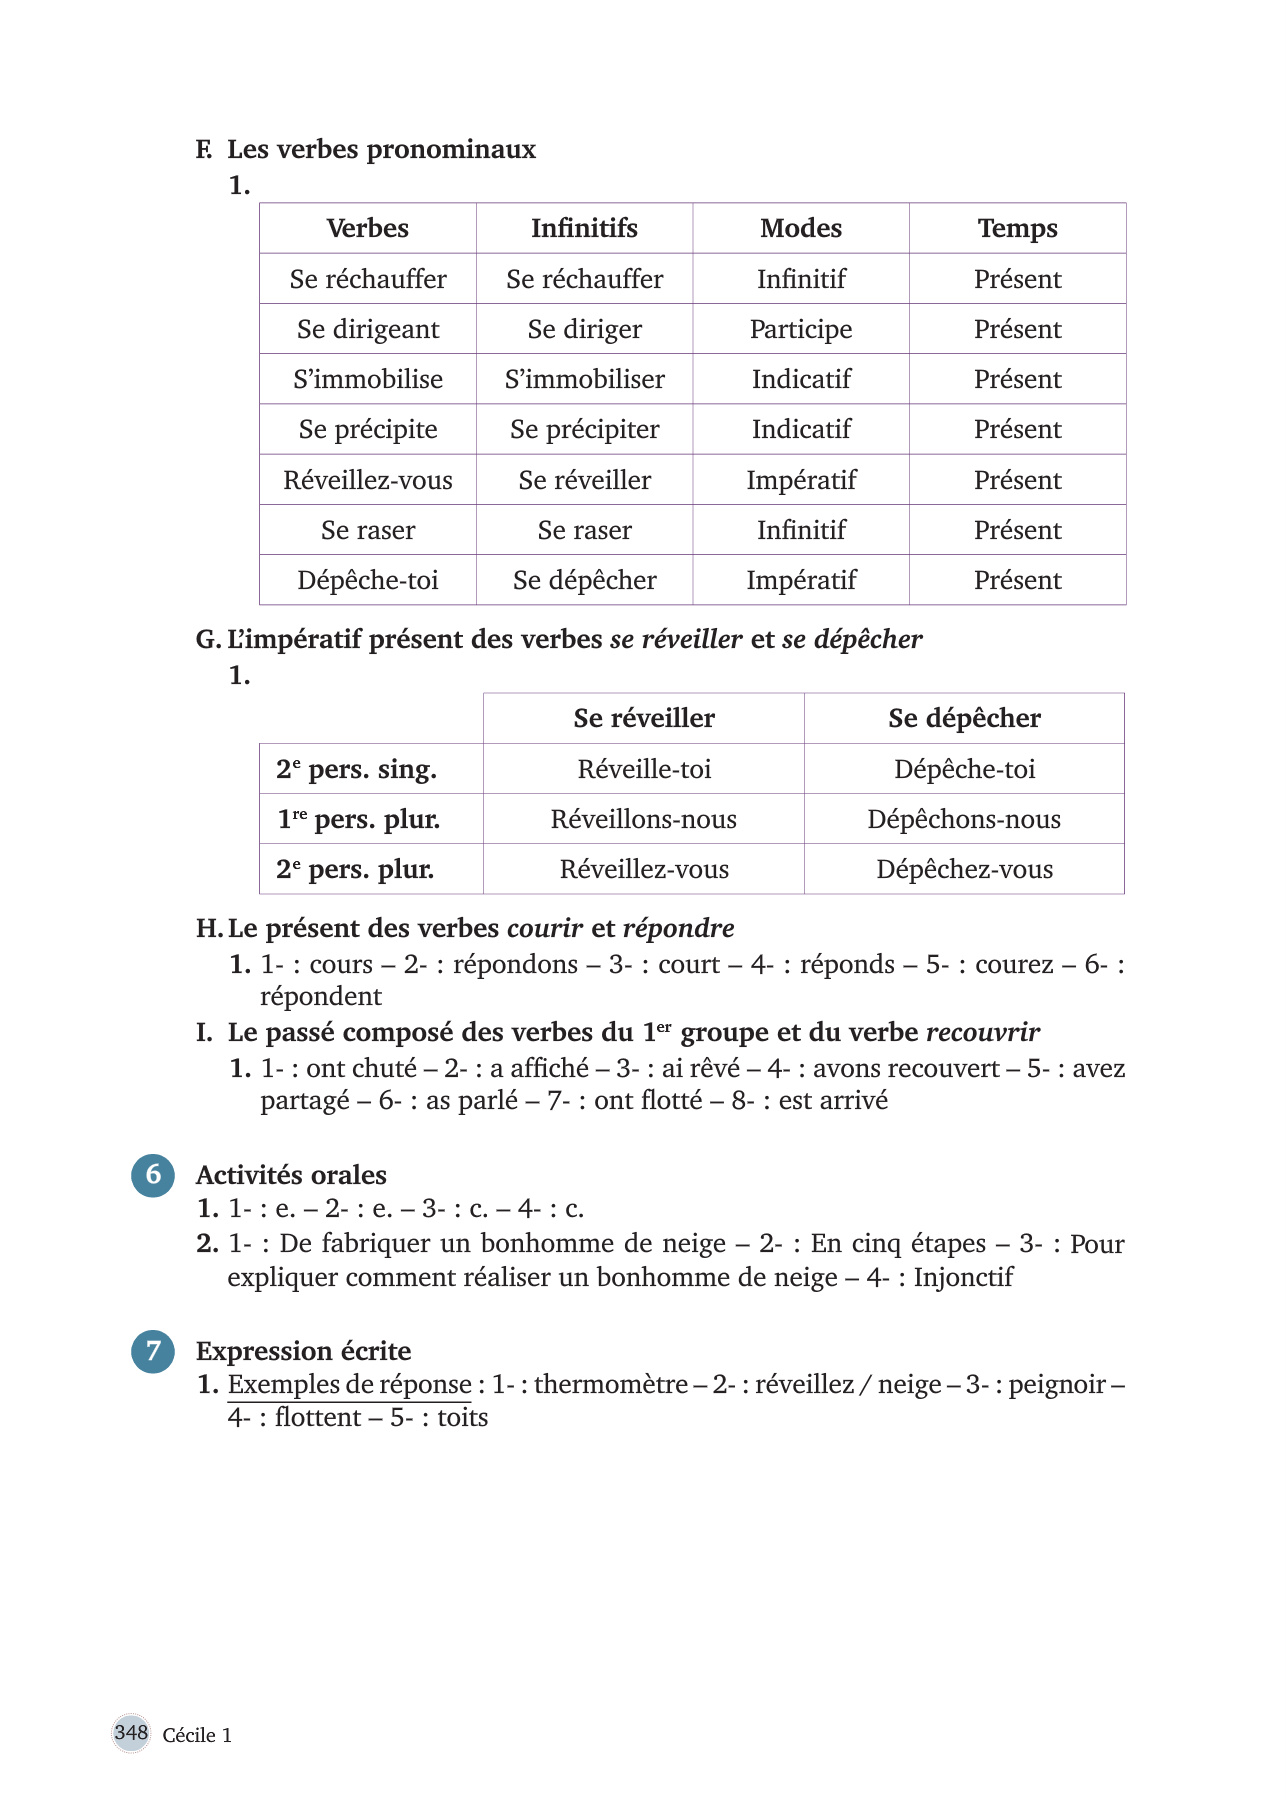 F. Les verbes pronominaux
1.
Verbes Infinitifs Modes Temps
Se réchauffer Se réchauffer Infinitif Présent
Se dirigeant Se diriger Participe Présent
S’immobilise S’immobiliser Indicatif Présent
Se précipite Se précipiter Indicatif Présent
Réveillez-vous Se réveiller Impératif Présent
Se raser Se raser Infinitif Présent
Dépêche-toi Se dépêcher Impératif Présent
G. L’impératif présent des verbes se réveiller et se dépêcher
1.
Se réveiller Se dépêcher
2e pers. sing. Réveille-toi Dépêche-toi
1re pers. plur. Réveillons-nous Dépêchons-nous
2e pers. plur. Réveillez-vous Dépêchez-vous
H. Le présent des verbes courir et répondre
1. 1- : cours – 2- : répondons – 3- : court – 4- : réponds – 5- : courez – 6- :
répondent
I. Le passé composé des verbes du 1er groupe et du verbe recouvrir
1. 1- : ont chuté – 2- : a affiché – 3- : ai rêvé – 4- : avons recouvert – 5- : avez
partagé – 6- : as parlé – 7- : ont flotté – 8- : est arrivé
6 Activités orales
1. 1- : e. – 2- : e. – 3- : c. – 4- : c.
2. 1- : De fabriquer un bonhomme de neige – 2- : En cinq étapes – 3- : Pour
expliquer comment réaliser un bonhomme de neige – 4- : Injonctif
7 Expression écrite
1. Exemples de réponse : 1- : thermomètre – 2- : réveillez / neige – 3- : peignoir –
4- : flottent – 5- : toits
348 Cécile 1